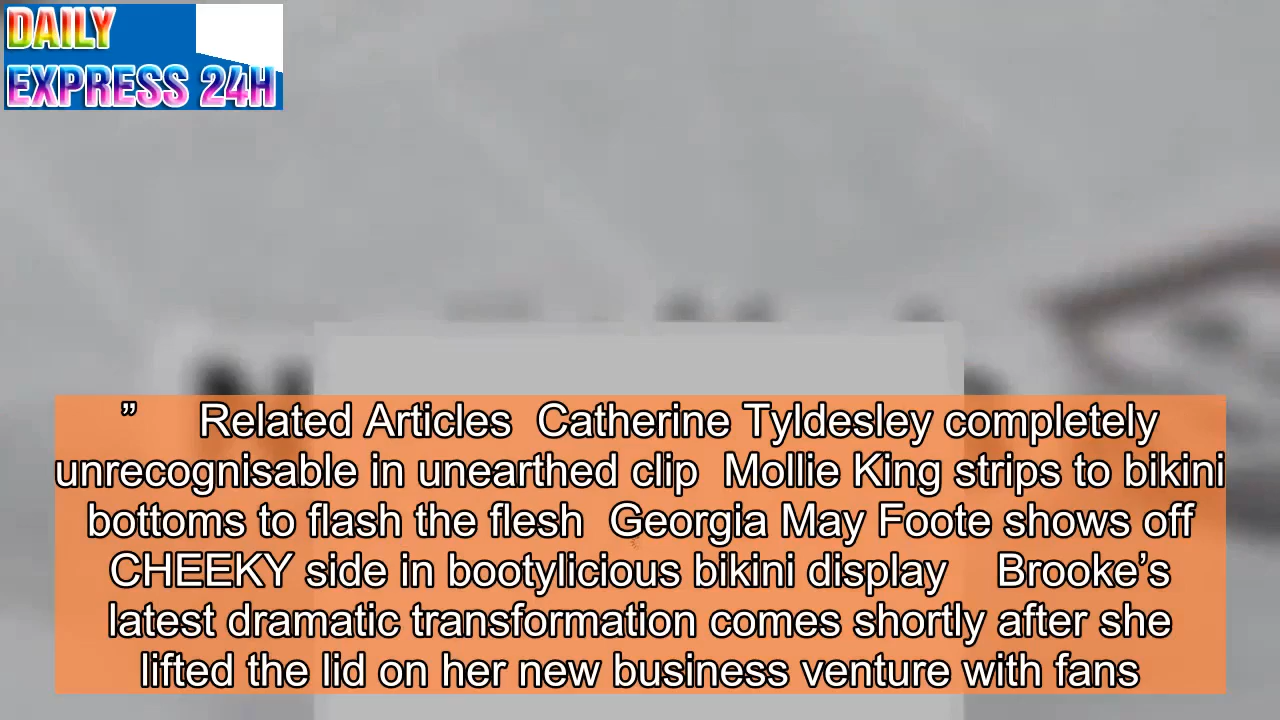 DAILY
EXPRESS 24H
” Related Articles Catherine Tyldesley completely
unrecognisable in unearthed clip Mollie King strips to bikini
bottoms to flash the flesh Georgia May Foote shows off
CHEEKY side in bootylicious bikini display Brooke’s
latest dramatic transformation comes shortly after she
lifted the lid on her new business venture with fans